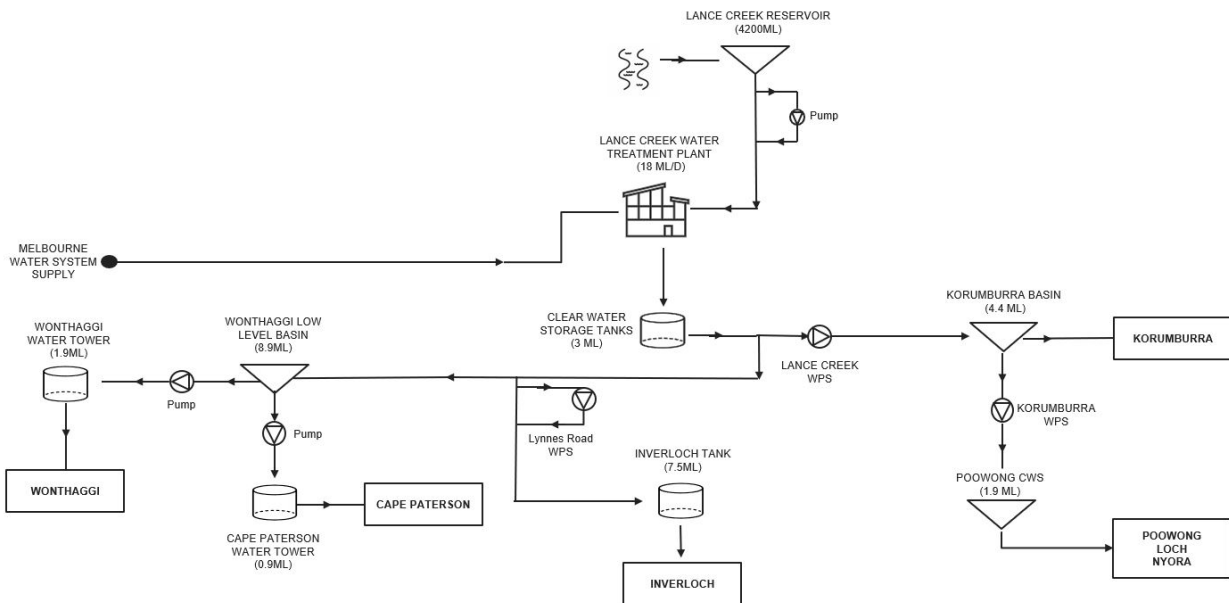 LANCE CREEK RESERVOIR
(4200ML)
Pump
LANCE CREEK WATER
TREATMENT PLANT
(18 ML/D)
MELBOURNE
WATER SYSTEM
SUPPLY
CLEAR WATER
STORAGE TANKS
(3 ML)
LANCE CREEK
WPS
KORUMBURRA BASIN
(4.4 ML)
KORUMBURRA
WONTHAGGI
WATER TOWER
(1.9ML)
WONTHAGGI LOW
LEVEL BASIN
(8.9ML)
Pump
Pump
Lynnes Road
WPS
KORUMBURRA
WPS
INVERLOCH TANK
(7.5ML)
POOWONG CWS
(1.9 ML)
WONTHAGGI
CAPE PATERSON
CAPE PATERSON
WATER TOWER
(0.9ML)
INVERLOCH
POOWONG
LOCH
NYORA